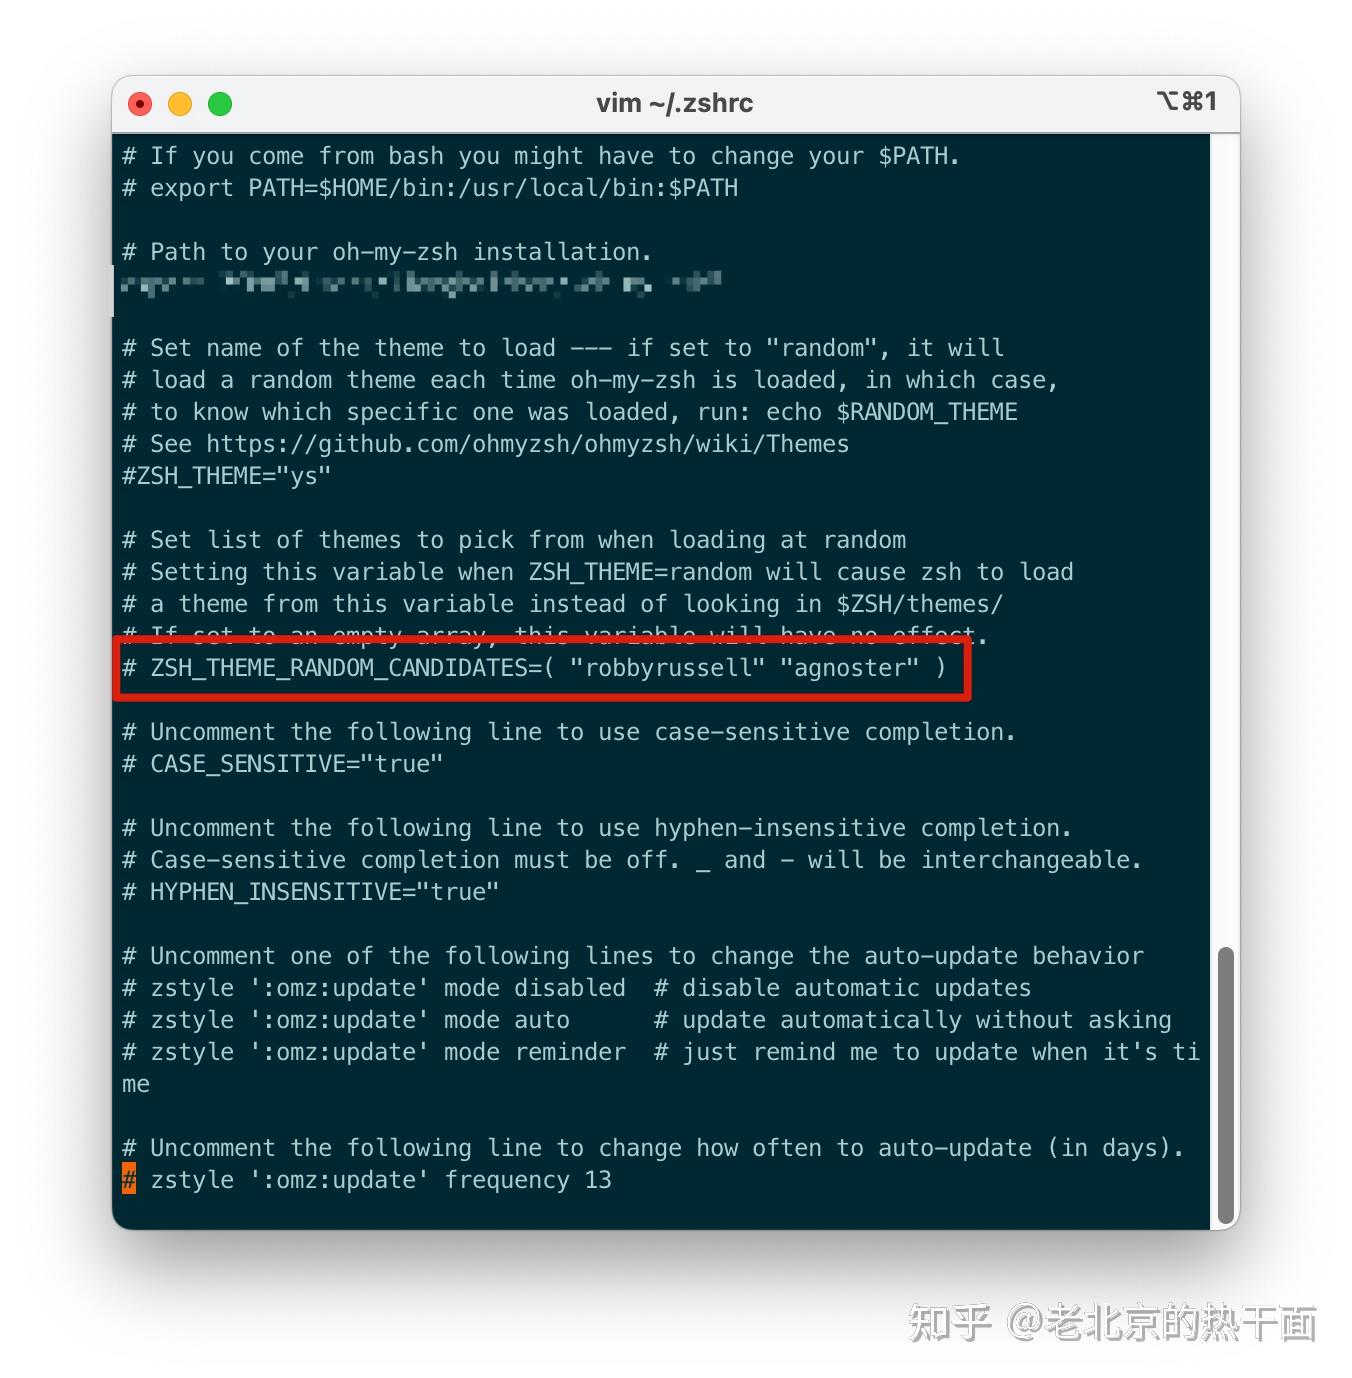 vim ~/.zshrc
⌥⌘1
# If you come from bash you might have to change your $PATH.
# export PATH=$HOME/bin:/usr/local/bin:$PATH
# Path to your oh-my-zsh installation.
# Set name of the theme to load --- if set to "random", it will
# load a random theme each time oh-my-zsh is loaded, in which case,
# to know which specific one was loaded, run: echo $RANDOM_THEME
# See https://github.com/ohmyzsh/ohmyzsh/wiki/Themes
#ZSH_THEME="ys"
# Set list of themes to pick from when loading at random
# Setting this variable when ZSH_THEME=random will cause zsh to load
# a theme from this variable instead of looking in $ZSH/themes/
# If set to an empty array, this variable will have no effect.
# ZSH_THEME_RANDOM_CANDIDATES=( "robbyrussell" "agnoster" )
# Uncomment the following line to use case-sensitive completion.
# CASE_SENSITIVE="true"
# Uncomment the following line to use hyphen-insensitive completion.
# Case-sensitive completion must be off. _ and - will be interchangeable.
# HYPHEN_INSENSITIVE="true"
# Uncomment one of the following lines to change the auto-update behavior
# zstyle ':omz:update' mode disabled  # disable automatic updates
# zstyle ':omz:update' mode auto      # update automatically without asking
# zstyle ':omz:update' mode reminder  # just remind me to update when it's ti
me
# Uncomment the following line to change how often to auto-update (in days).
# zstyle ':omz:update' frequency 13
知乎 @老北京的热干面